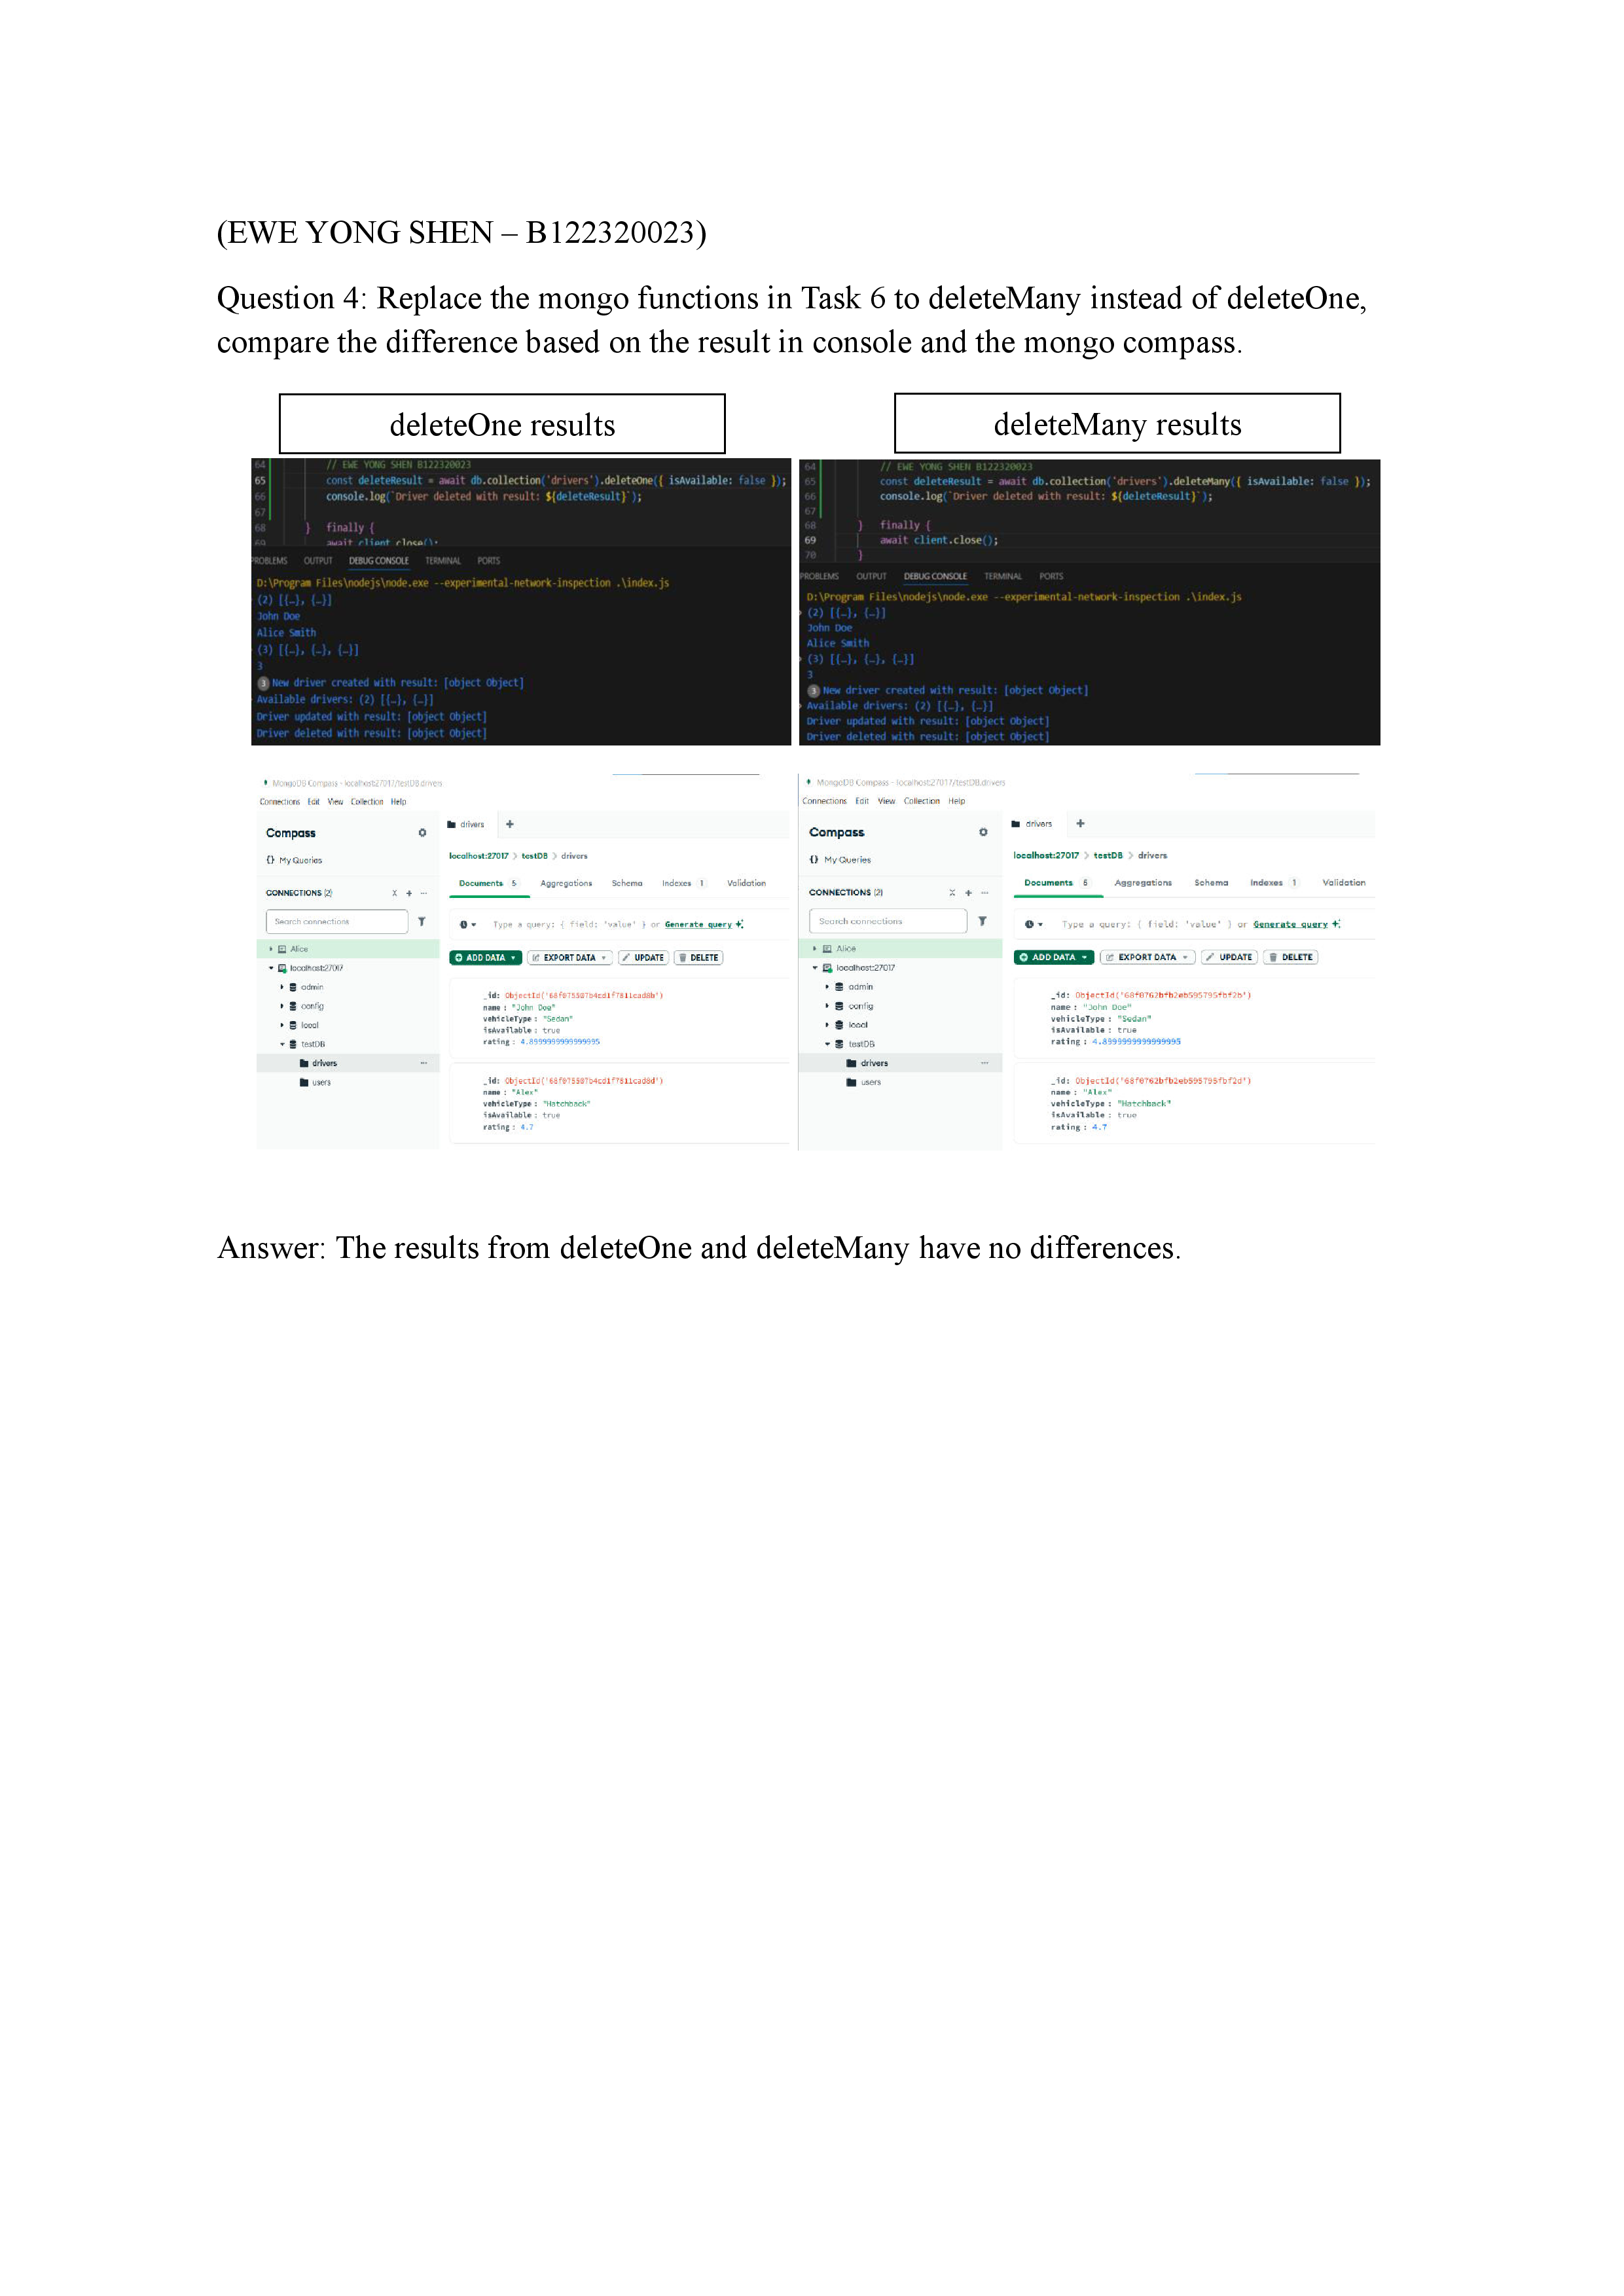 (EWE YONG SHEN – B122320023)
Question 4: Replace the mongo functions in Task 6 to deleteMany instead of deleteOne,
compare the difference based on the result in console and the mongo compass.
deleteOne results
deleteMany results
64 // EWE YONG SHEN B122320023
65 const deleteResult = await db.collection('drivers').deleteOne({ isAvailable: false });
66 console.log(`Driver deleted with result: ${deleteResult}`);
67
68 } finally {
69 await client.close();
PROBLEMS OUTPUT DEBUG CONSOLE TERMINAL PORTS
D:\Program Files\nodejs\node.exe --experimental-network-inspection .\index.js
(2) [{…}, {…}]
John Doe
Alice Smith
(3) [{…}, {…}, {…}]
3
3 New driver created with result: [object Object]
Available drivers: (2) [{…}, {…}]
Driver updated with result: [object Object]
Driver deleted with result: [object Object]
64 // EWE YONG SHEN B122320023
65 const deleteResult = await db.collection('drivers').deleteMany({ isAvailable: false });
66 console.log(`Driver deleted with result: ${deleteResult}`);
67
68 } finally {
69 await client.close();
70 }
PROBLEMS OUTPUT DEBUG CONSOLE TERMINAL PORTS
D:\Program Files\nodejs\node.exe --experimental-network-inspection .\index.js
(2) [{…}, {…}]
John Doe
Alice Smith
(3) [{…}, {…}, {…}]
3
3 New driver created with result: [object Object]
Available drivers: (2) [{…}, {…}]
Driver updated with result: [object Object]
Driver deleted with result: [object Object]
MongoDB Compass - localhost:27017/testDB.drivers
Connections Edit View Collection Help
Compass
{} My Queries
CONNECTIONS (2)
Search connections
Alice
localhost:27017
admin
config
local
testDB
drivers
users
drivers
localhost:27017 > testDB > drivers
Documents 5 Aggregations Schema Indexes 1 Validation
Type a query: { field: 'value' } or Generate query
ADD DATA EXPORT DATA UPDATE DELETE
_id: ObjectId('68f075507b4cd1f7811cad8b')
name : "John Doe"
vehicleType : "Sedan"
isAvailable : true
rating : 4.8999999999999995
_id: ObjectId('68f075507b4cd1f7811cad8d')
name : "Alex"
vehicleType : "Hatchback"
isAvailable : true
rating : 4.7
MongoDB Compass - localhost:27017/testDB.drivers
Connections Edit View Collection Help
Compass
{} My Queries
CONNECTIONS (2)
Search connections
Alice
localhost:27017
admin
config
local
testDB
drivers
users
drivers
localhost:27017 > testDB > drivers
Documents Aggregations Schema Indexes 1 Validation
Type a query: { field: 'value' } or Generate query
ADD DATA EXPORT DATA UPDATE DELETE
_id: ObjectId('68f0762bfb2eb595795fbf2b')
name : "John Doe"
vehicleType : "Sedan"
isAvailable : true
rating : 4.8999999999999995
_id: ObjectId('68f0762bfb2eb595795fbf2d')
name : "Alex"
vehicleType : "Hatchback"
isAvailable : true
rating : 4.7
Answer: The results from deleteOne and deleteMany have no differences.